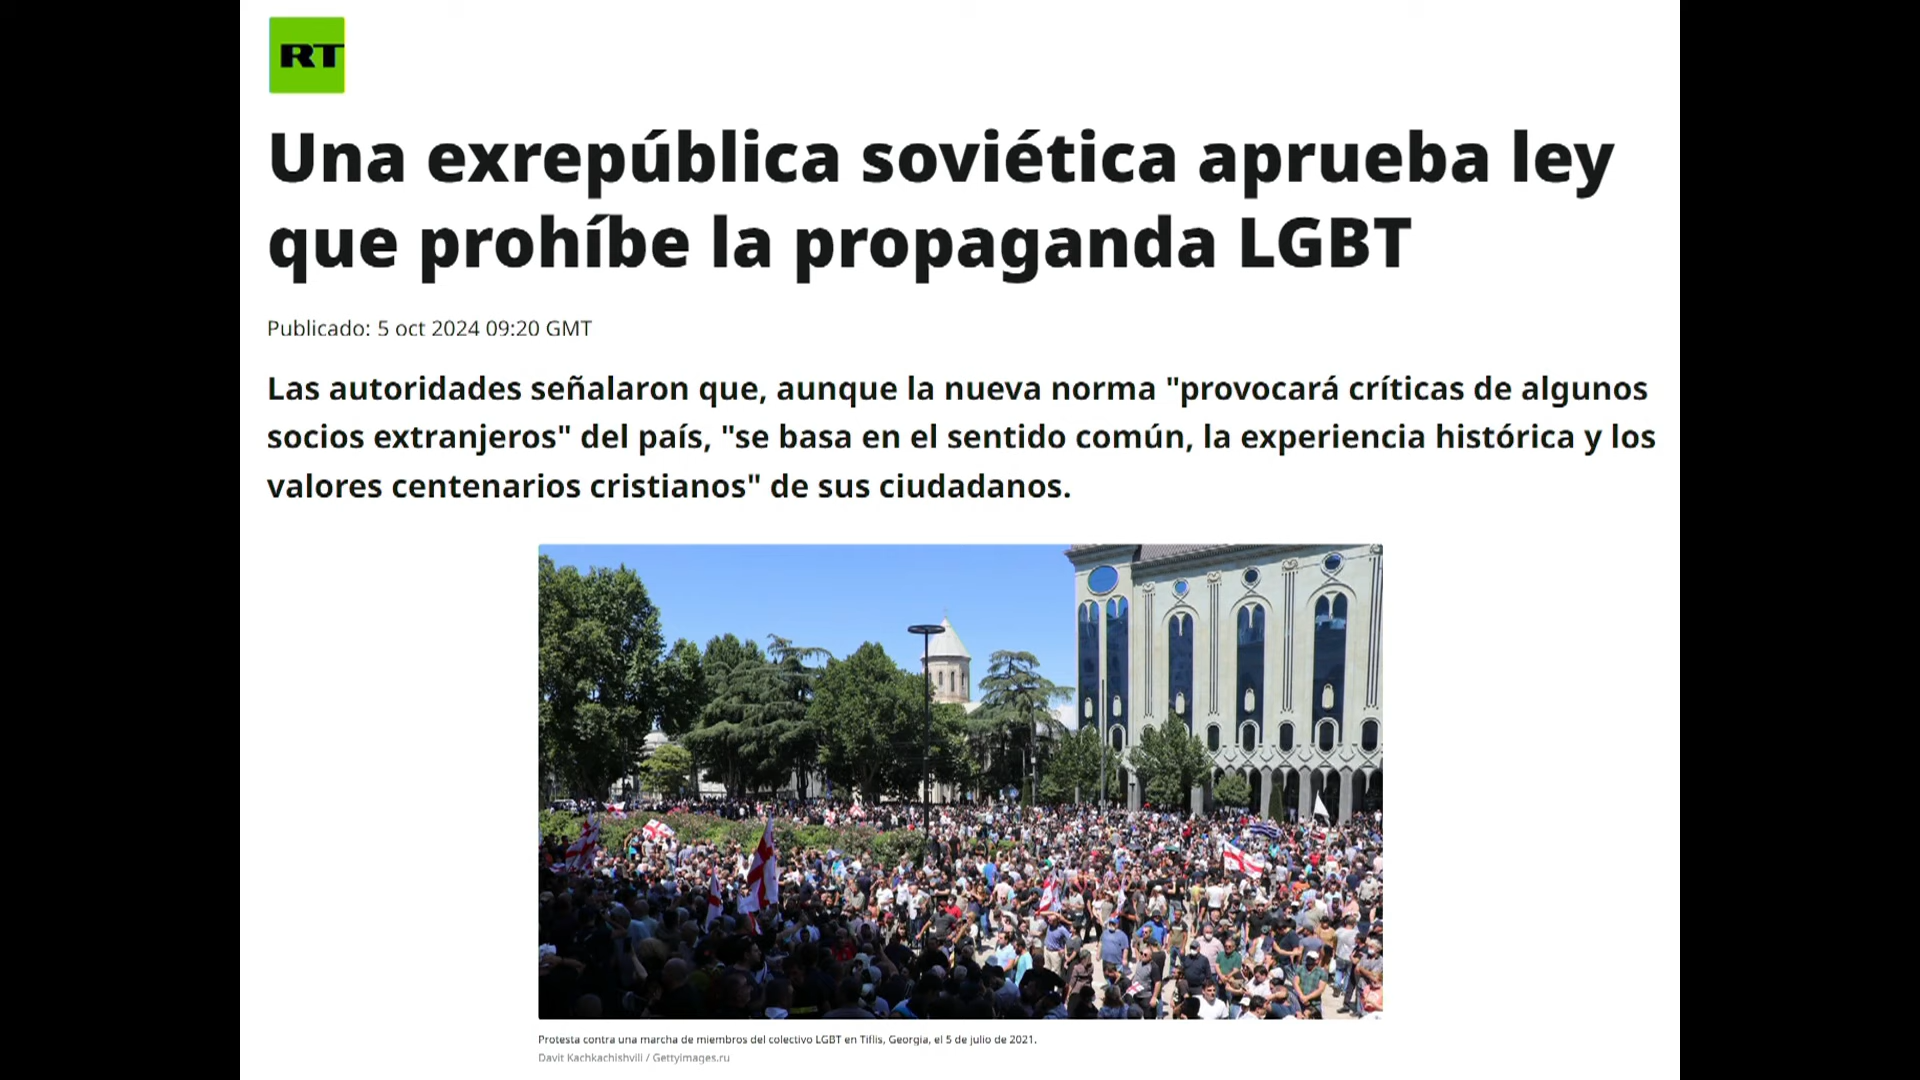 RT
Una exrepública soviética aprueba ley
que prohíbe la propaganda LGBT
Publicado: 5 oct 2024 09:20 GMT
Las autoridades señalaron que, aunque la nueva norma "provocará críticas de algunos
socios extranjeros" del país, "se basa en el sentido común, la experiencia histórica y los
valores centenarios cristianos" de sus ciudadanos.
Protesta contra una marcha de miembros del colectivo LGBT en Tiflis, Georgia, el 5 de julio de 2021.
Davit Kachkachishvili / Gettyimages.ru